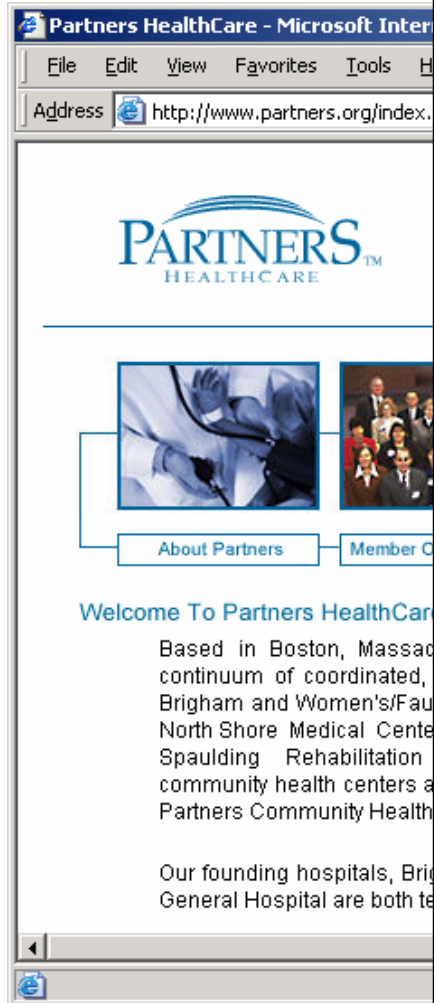 Partners HealthCare - Microsoft Inter
File Edit View Favorites Tools H
Address http://www.partners.org/index.
PARTNERS TM
HEALTHCARE
About Partners Member O
Welcome To Partners HealthCare
Based in Boston, Massac
continuum of coordinated,
Brigham and Women's/Fau
North Shore Medical Cente
Spaulding Rehabilitation
community health centers a
Partners Community Health
Our founding hospitals, Brig
General Hospital are both te